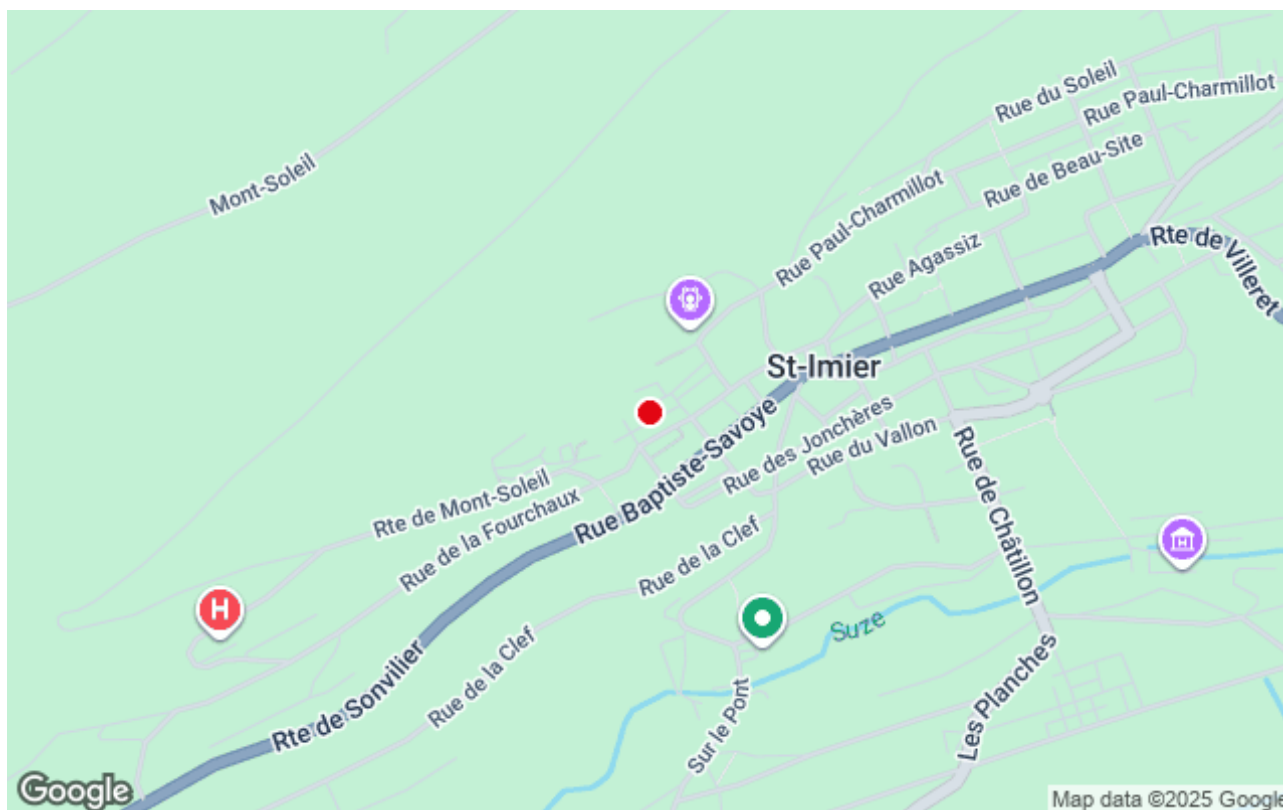 Rue du Soleil
Rue Paul-Charmillot
Mont-Soleil
Rue de Beau-Site
Rue Paul-Charmillot
Rue Agassiz
Rte de Villeret
St-Imier
Rue Baptiste-Savoye
Rue des Jonchères
Rue du Vallon
Rte de Mont-Soleil
Rue de la Fourchaux
Rue de Châtillon
Rue de la Clef
H
H
Suze
Rue de la Clef
Rte de Sonvilier
Sur le Pont
Les Planches
Google
Map data ©2025 Google